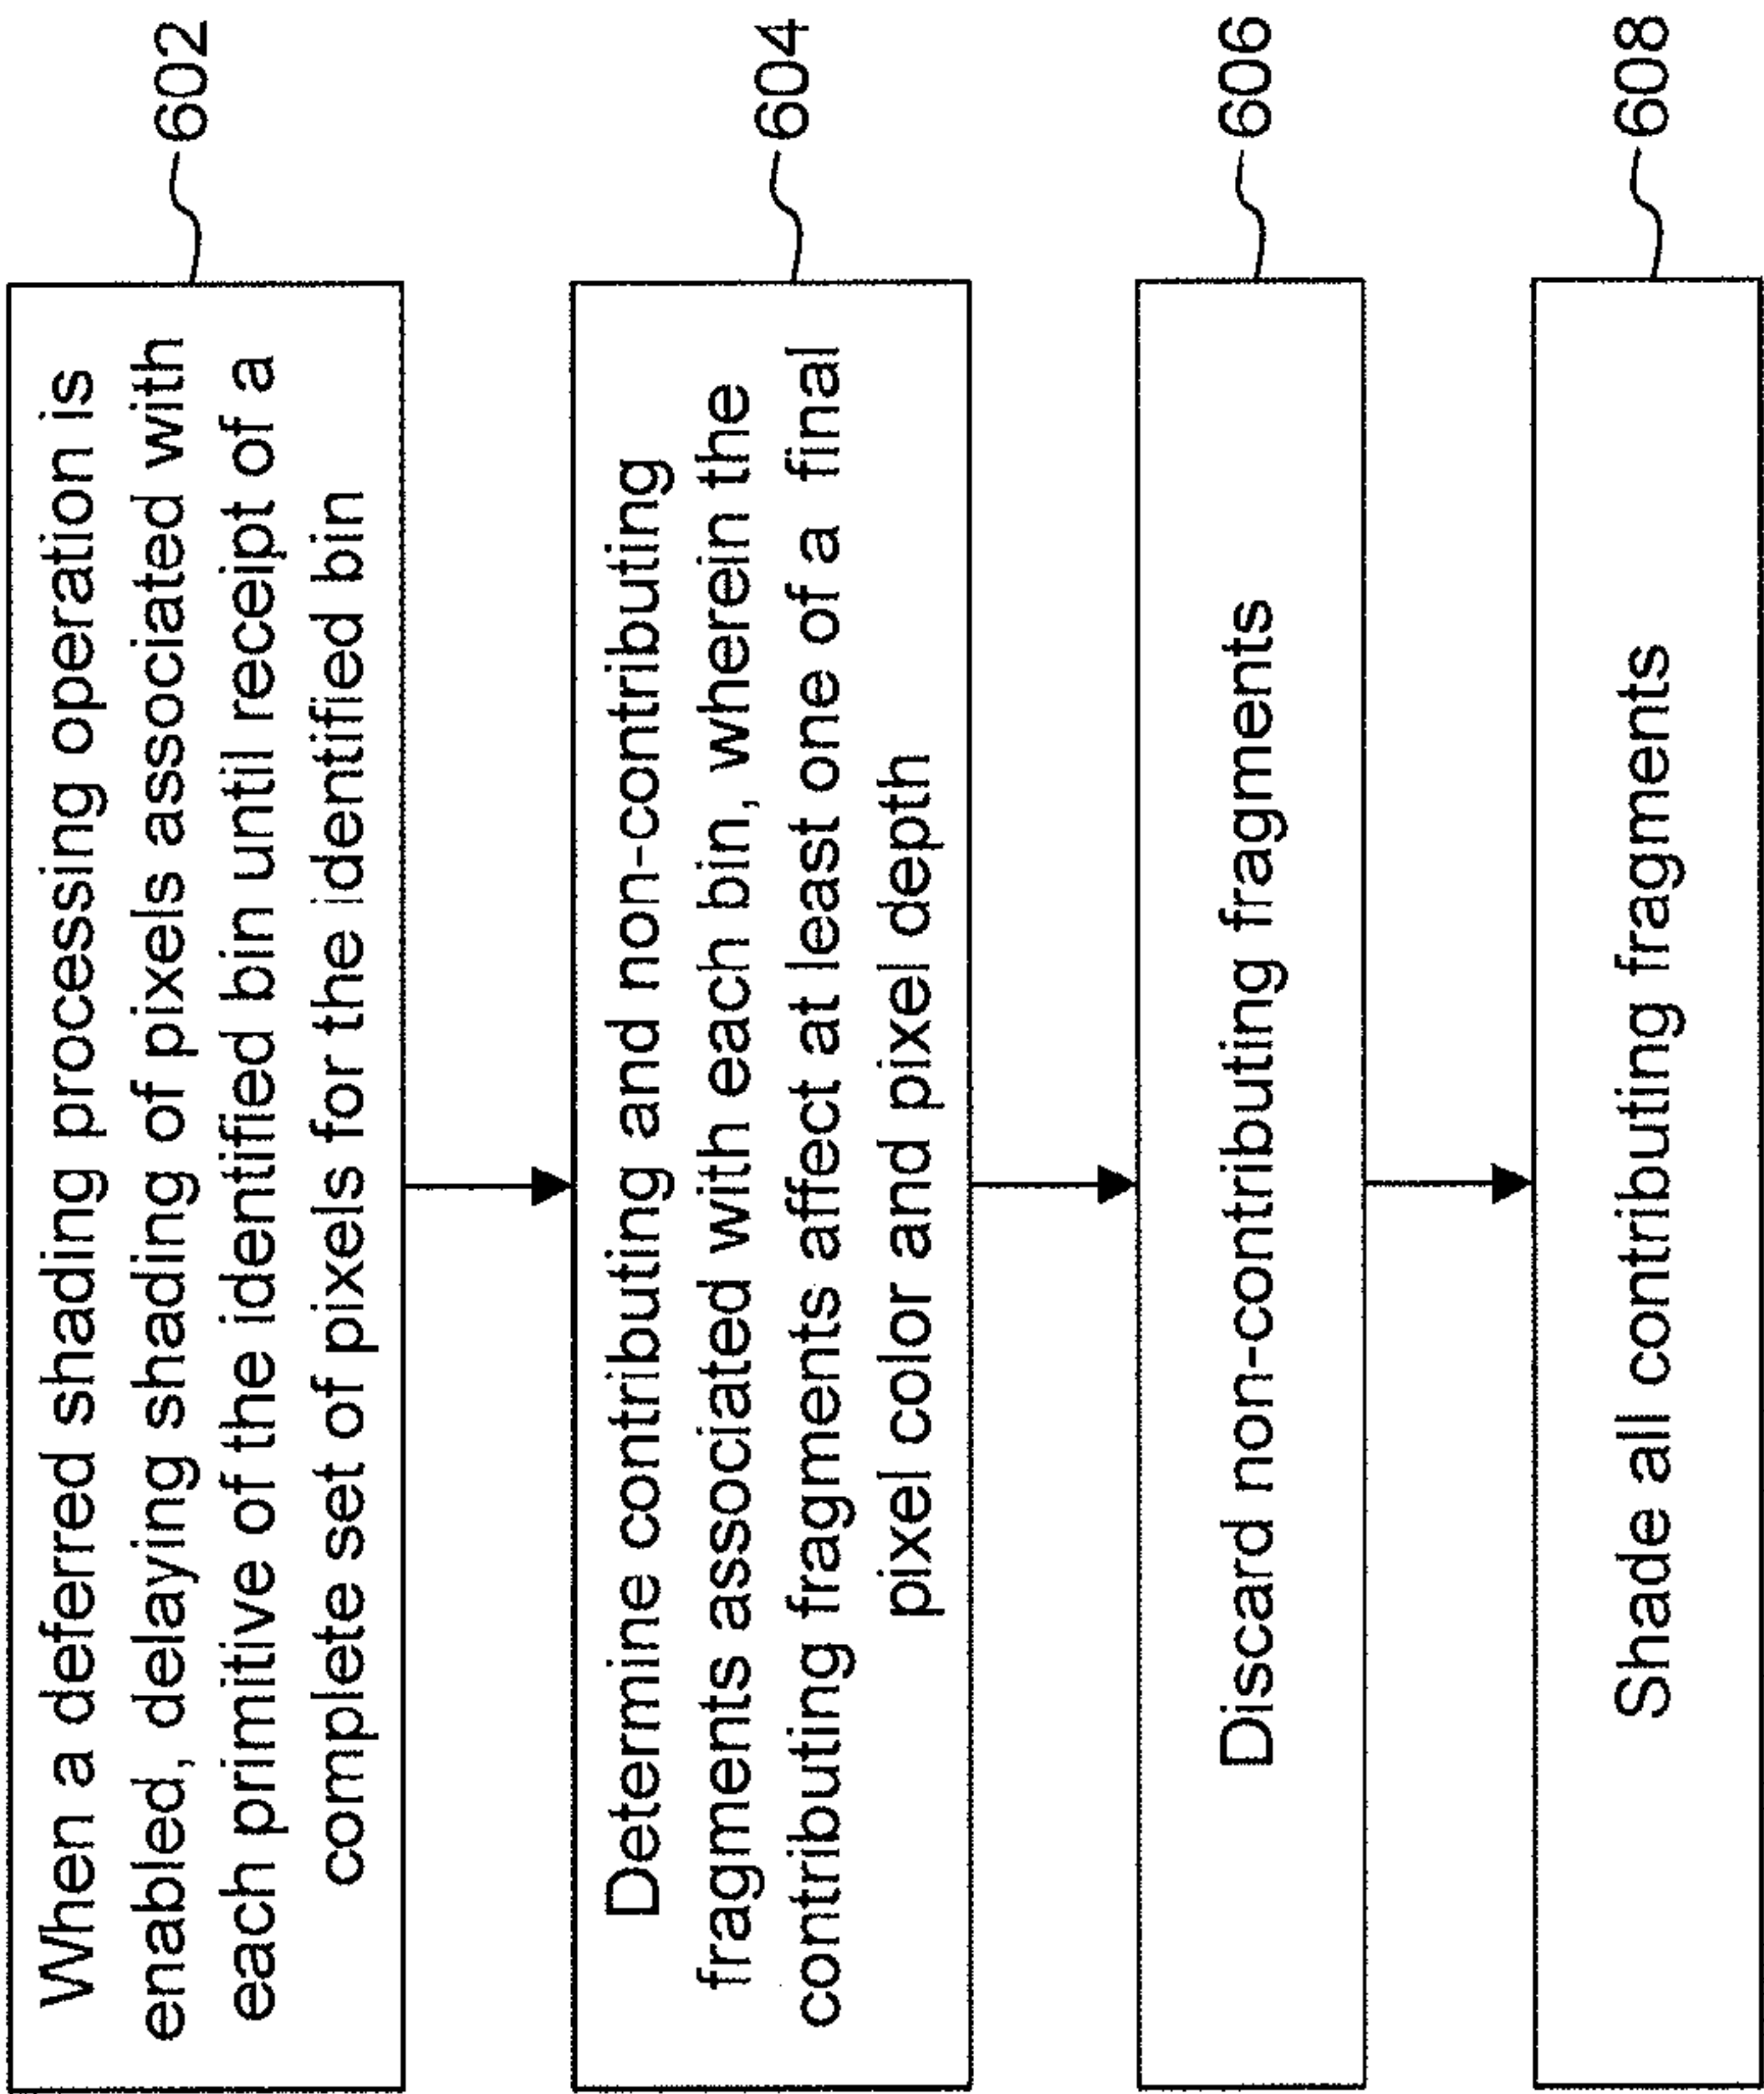 When a deferred shading processing operation is
enabled, delaying shading of pixels associated with
each primitive of the identified bin until receipt of a
complete set of pixels for the identified bin
602
Determine contributing and non-contributing
fragments associated with each bin, wherein the
contributing fragments affect at least one of a final
pixel color and pixel depth
604
Discard non-contributing fragments
606
Shade all contributing fragments
608